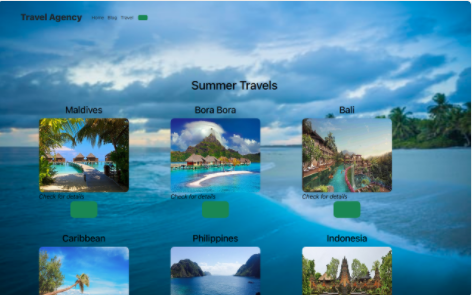 Travel Agency Home Blog Travel
Summer Travels
Maldives Bora Bora Bali
Check for details Check for details Check for details
Caribbean Philippines Indonesia